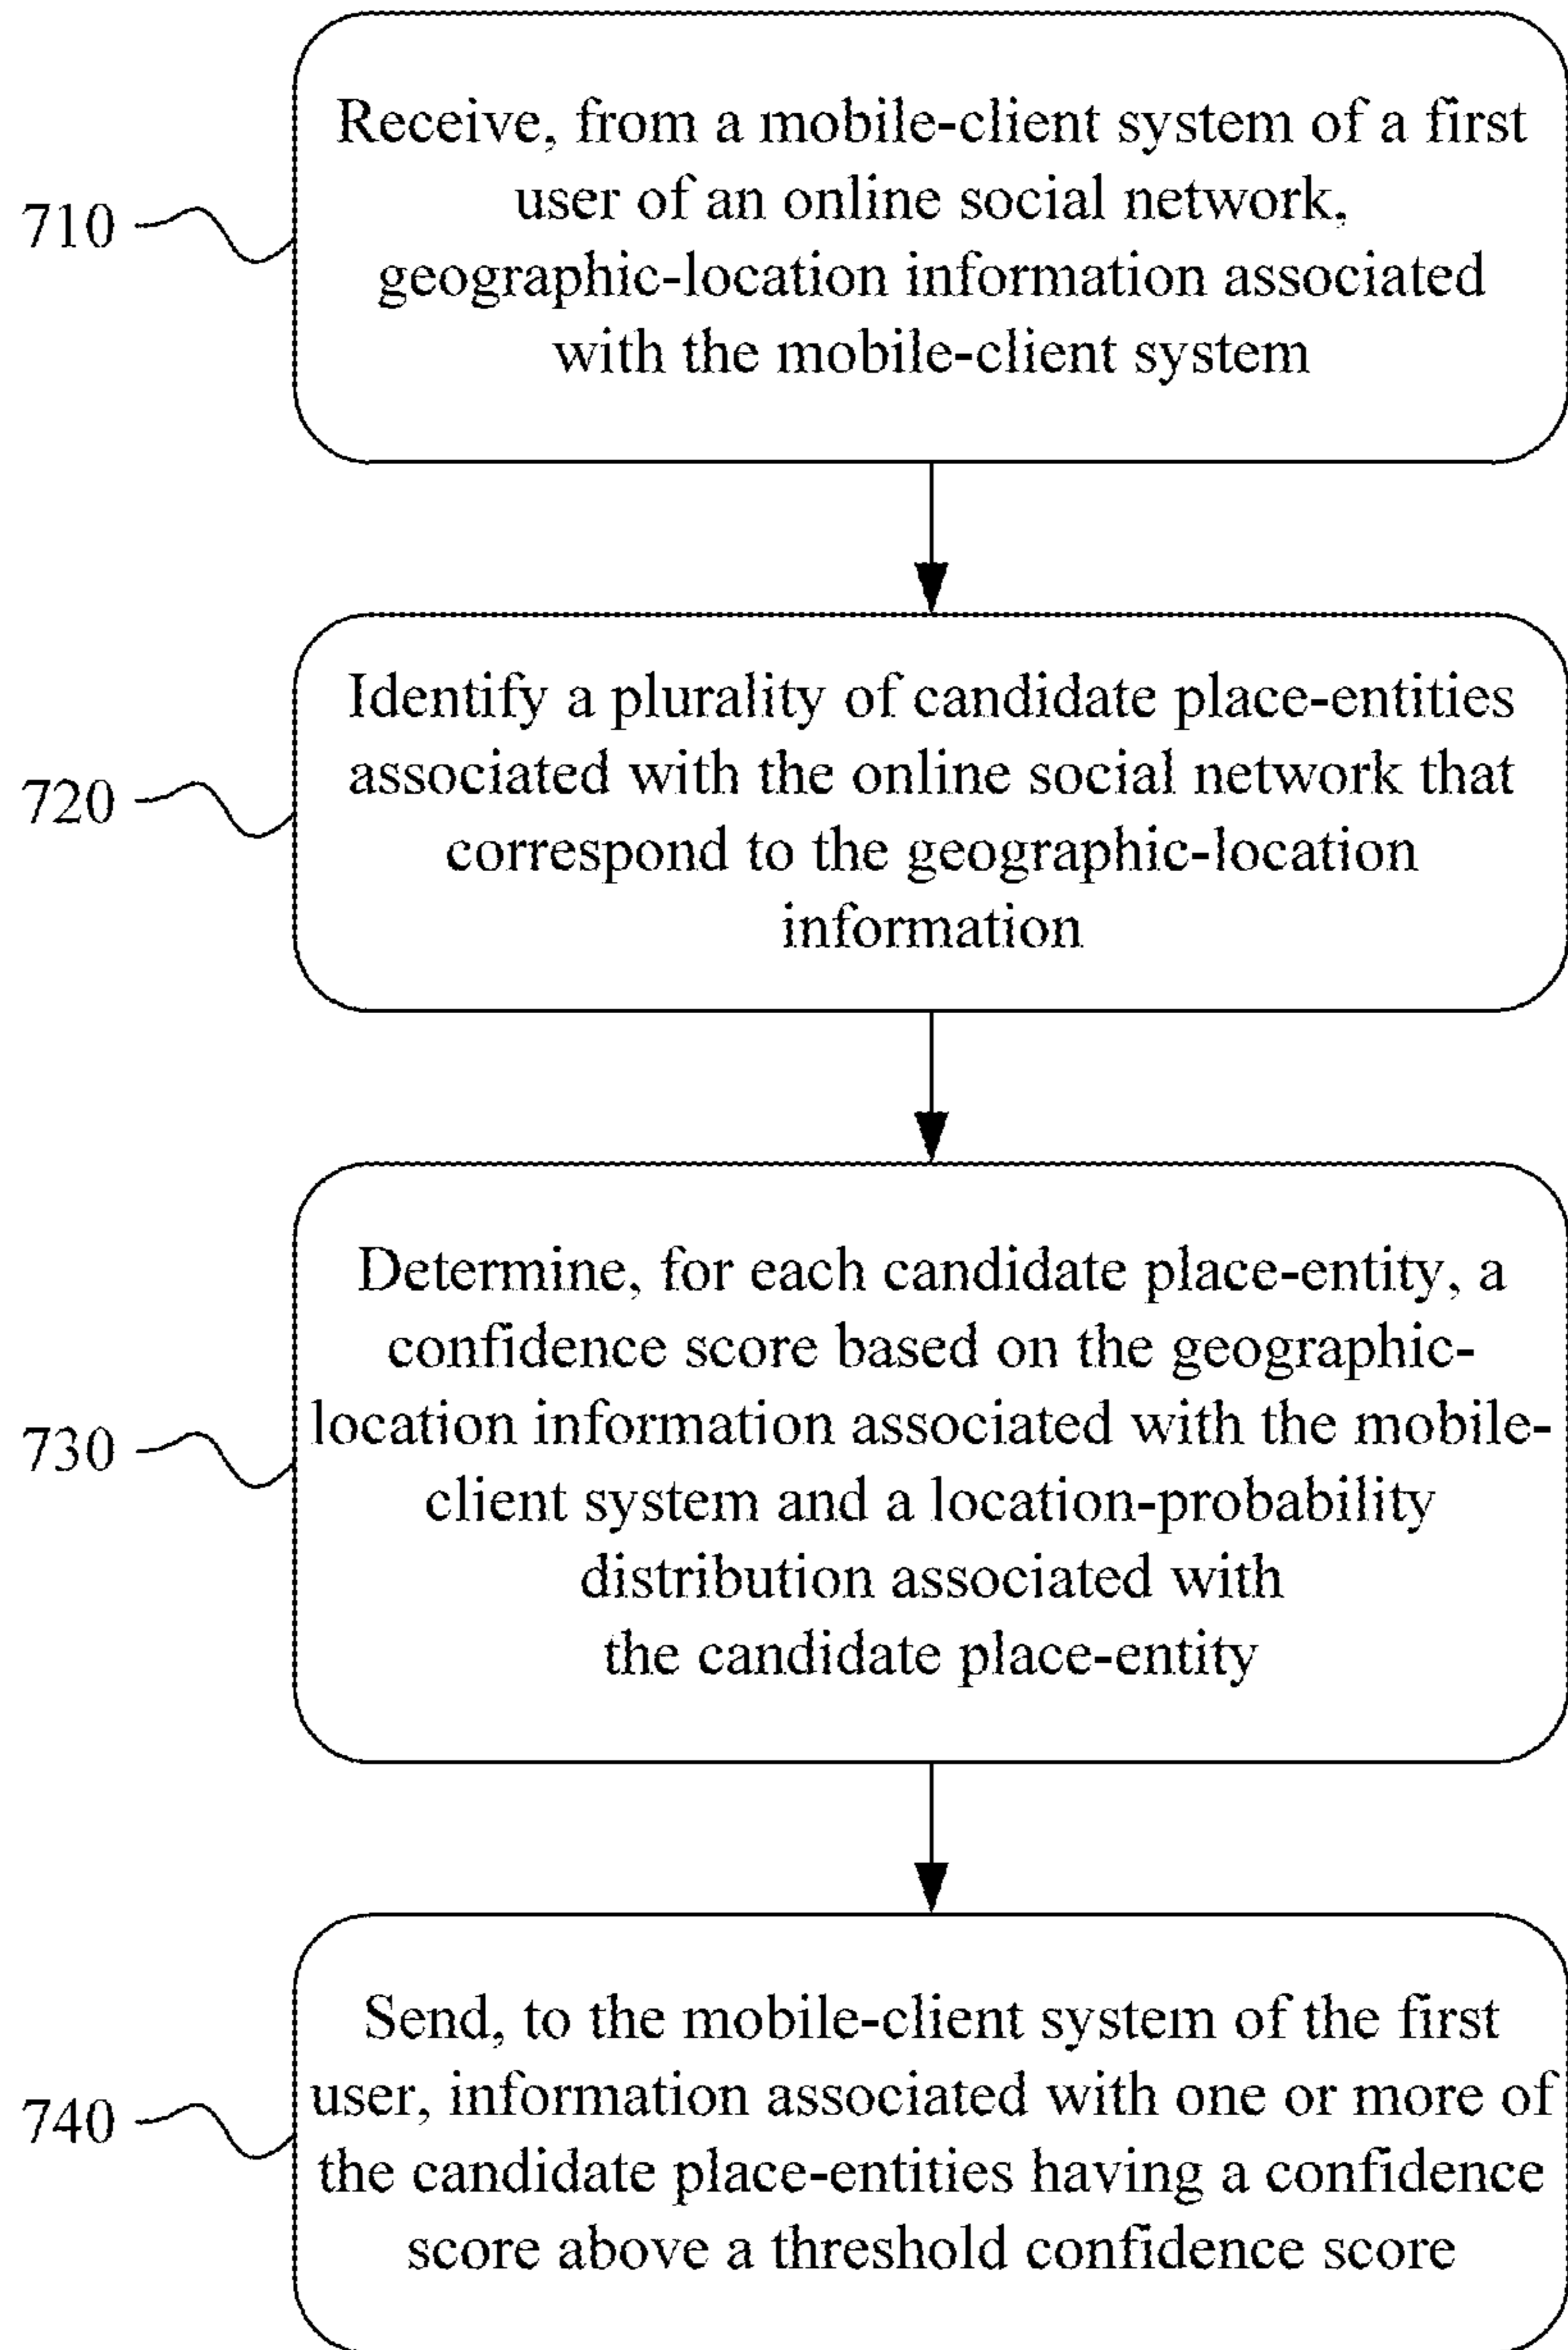 Receive, from a mobile-client system of a first
user of an online social network,
geographic-location information associated
with the mobile-client system
710
Identify a plurality of candidate place-entities
associated with the online social network that
correspond to the geographic-location
information
720
Determine, for each candidate place-entity, a
confidence score based on the geographic-
location information associated with the mobile-
client system and a location-probability
distribution associated with
the candidate place-entity
730
Send, to the mobile-client system of the first
user, information associated with one or more of
the candidate place-entities having a confidence
score above a threshold confidence score
740